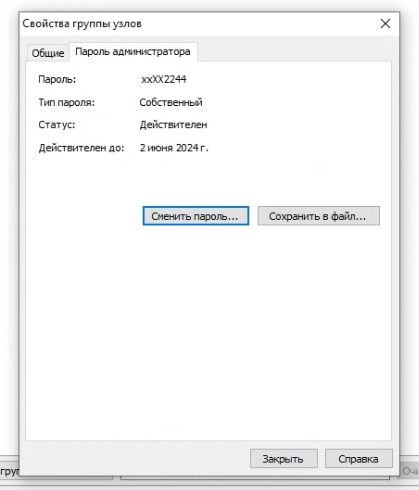 Свойства группы узлов
Общие
Пароль администратора
Пароль: xxXX2244
Тип пароля: Собственный
Статус: Действителен
Действителен до: 2 июня 2024 г.
Сменить пароль...
Сохранить в файл...
Закрыть
Справка
груп
Очи